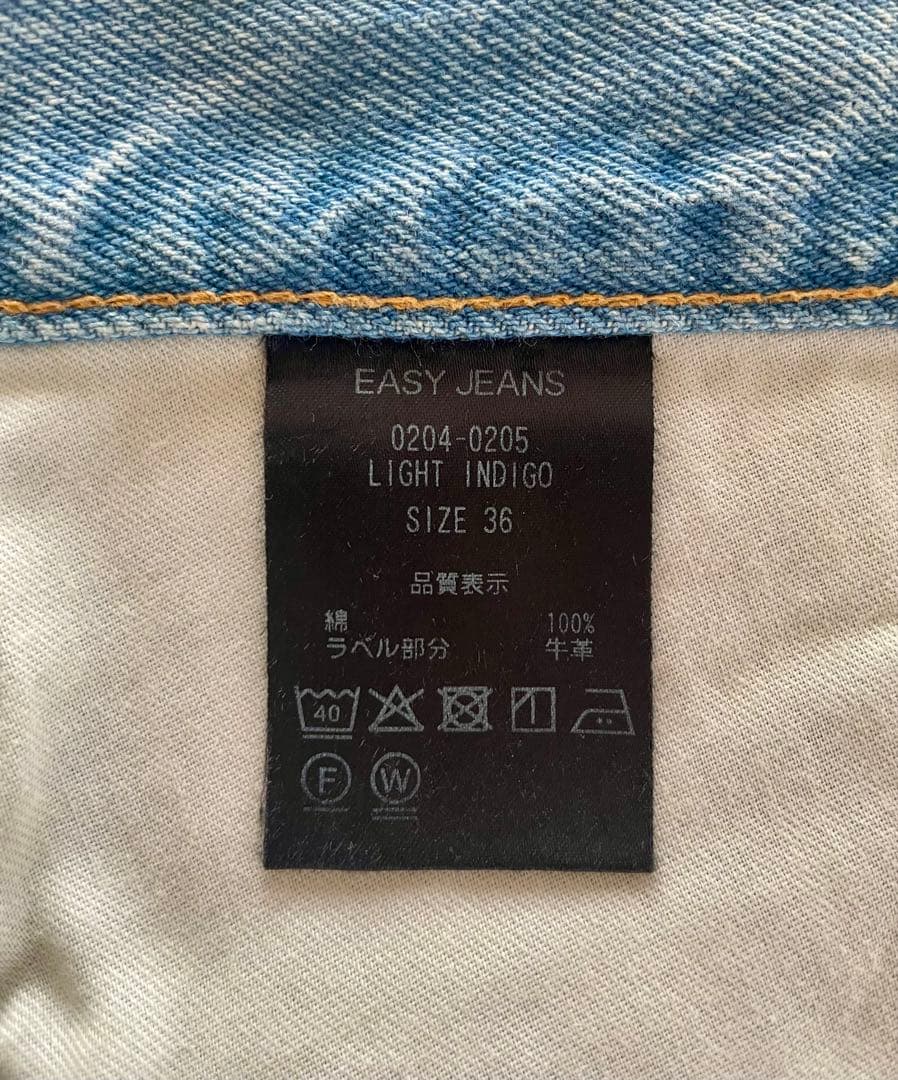 EASY JEANS
0204-0205
LIGHT INDIGO
SIZE 36
品質表示
綿 100%
ラベル部分 牛革
40
F W